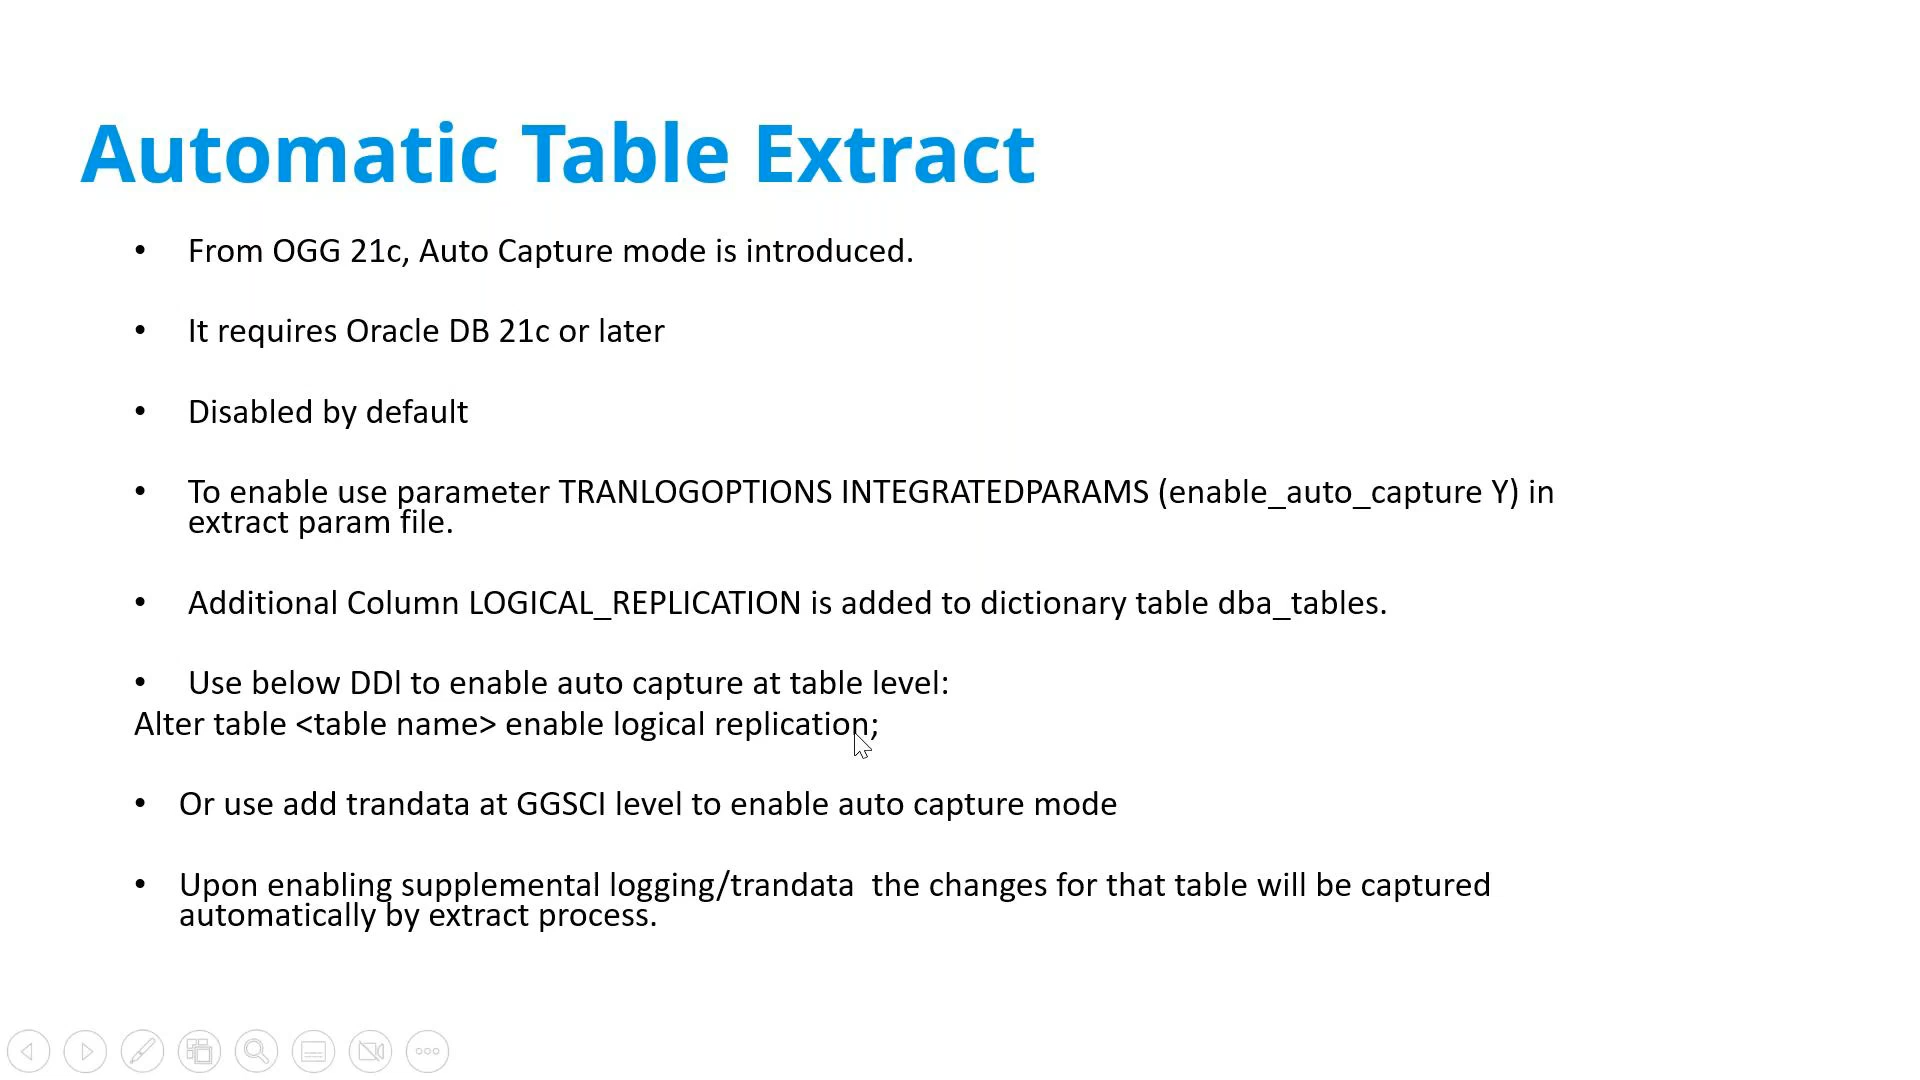 Automatic Table Extract
• From OGG 21c, Auto Capture mode is introduced.
• It requires Oracle DB 21c or later
• Disabled by default
• To enable use parameter TRANLOGOPTIONS INTEGRATEDPARAMS (enable_auto_capture Y) in
extract param file.
• Additional Column LOGICAL_REPLICATION is added to dictionary table dba_tables.
• Use below DDl to enable auto capture at table level:
Alter table <table name> enable logical replication;
• Or use add trandata at GGSCI level to enable auto capture mode
• Upon enabling supplemental logging/trandata  the changes for that table will be captured
automatically by extract process.